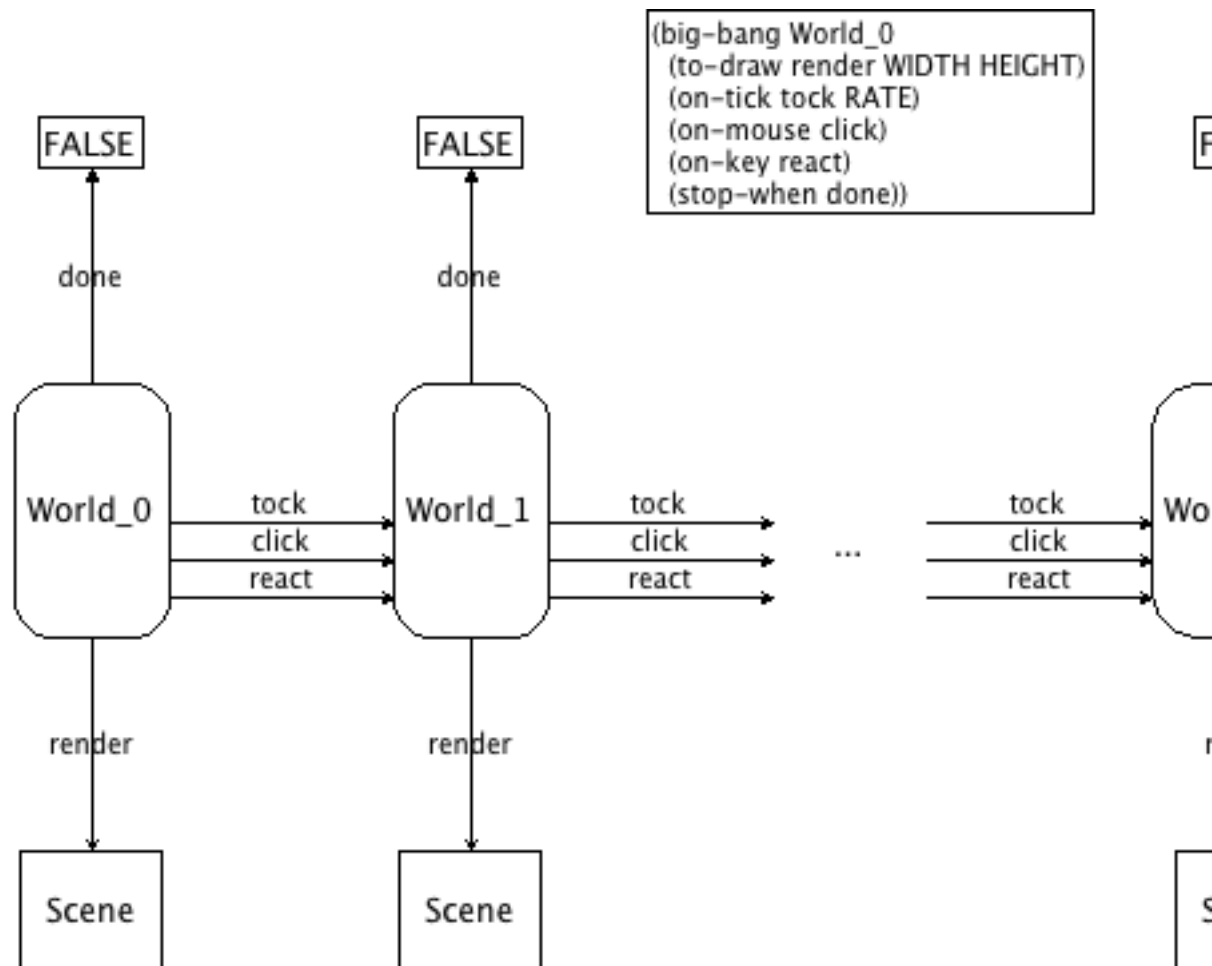 (big-bang World_0
(to-draw render WIDTH HEIGHT)
(on-tick tock RATE)
(on-mouse click)
(on-key react)
(stop-when done))
FALSE
FALSE
done
done
World_0
tock
click
react
World_1
tock
click
react
...
tock
click
react
render
render
Scene
Scene